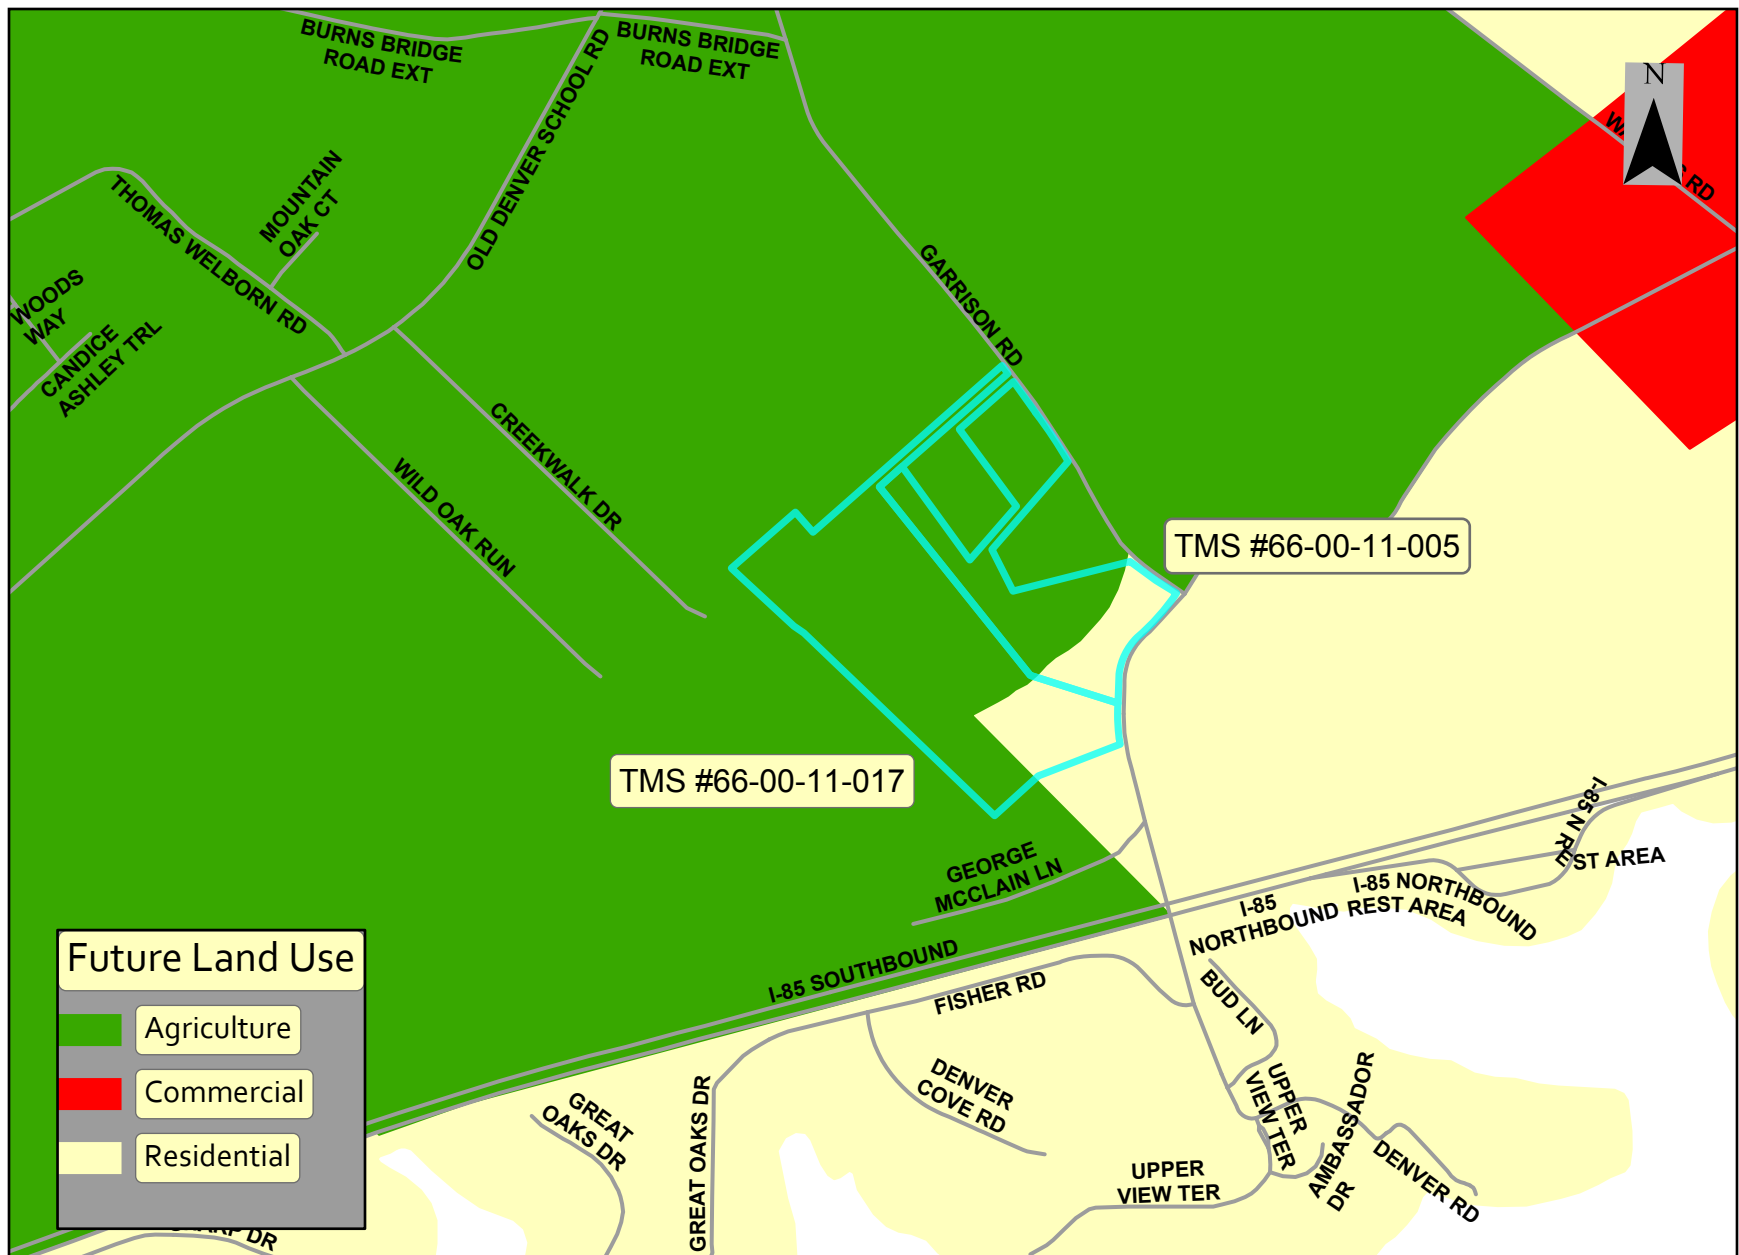 BURNS BRIDGE
ROAD EXT
BURNS BRIDGE
ROAD EXT
OLD DENVER SCHOOL RD
N
RD
MOUNTAIN
OAK CT
THOMAS WELBORN RD
WOODS
WAY
CANDICE
ASHLEY TRL
GARRISON RD
CREEKWALK DR
WILD OAK RUN
TMS #66-00-11-005
TMS #66-00-11-017
GEORGE
MCCLAIN LN
I-85 N RE
ST AREA
I-85 NORTHBOUND
REST AREA
I-85
NORTHBOUND
I-85 SOUTHBOUND
FISHER RD
BUD LN
DENVER
COVE RD
UPPER
VIEW TER
AMBASSADOR
DR
DENVER RD
UPPER
VIEW TER
GREAT
OAKS DR
GREAT OAKS DR
DR
Future Land Use
Agriculture
Commercial
Residential